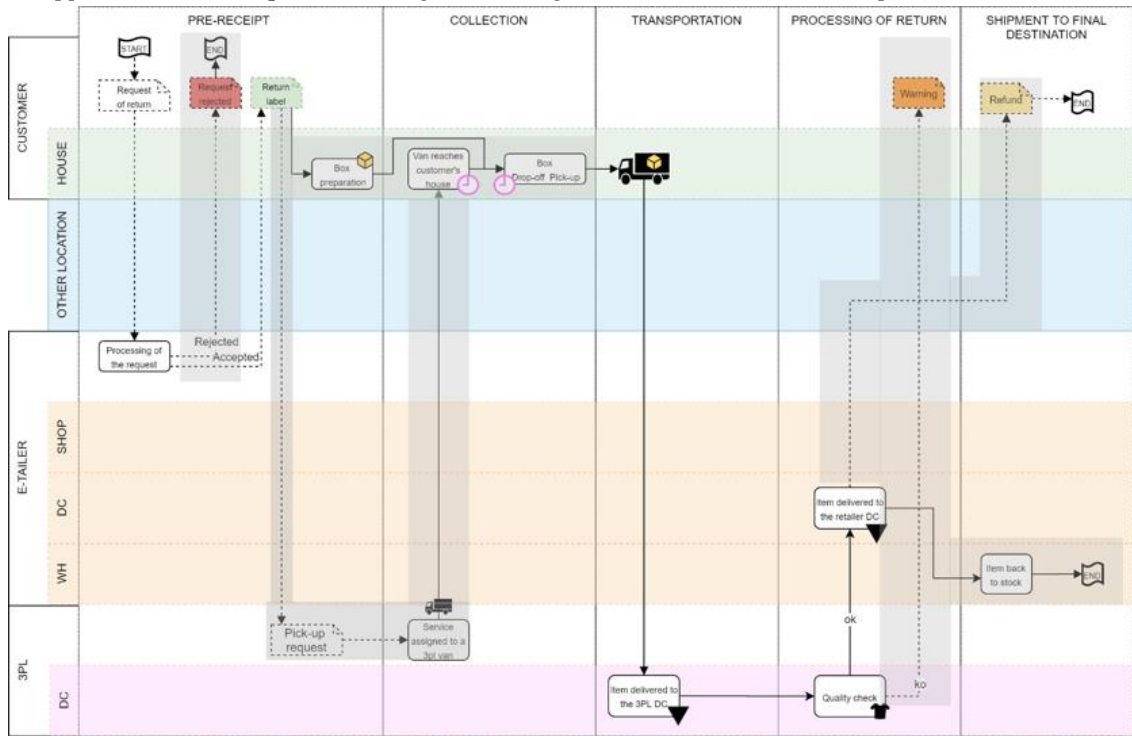 PRE-RECEIPT
COLLECTION
TRANSPORTATION
PROCESSING OF RETURN
SHIPMENT TO FINAL
DESTINATION
CUSTOMER
START
END
Request
of return
Request
rejected
Return
label
Warning
Refund
END
HOUSE
Box
preparation
Van reaches
customer's
house
Box
Drop-off Pick-up
OTHER LOCATION
E-TAILER
Processing of
the request
Rejected
Accepted
SHOP
DC
Item delivered to
the retailer DC
WH
Item back
to stock
END
3PL
Pick-up
request
Service
assigned to a
3pl van
ok
DC
Item delivered to
the 3PL DC
Quality check
ko